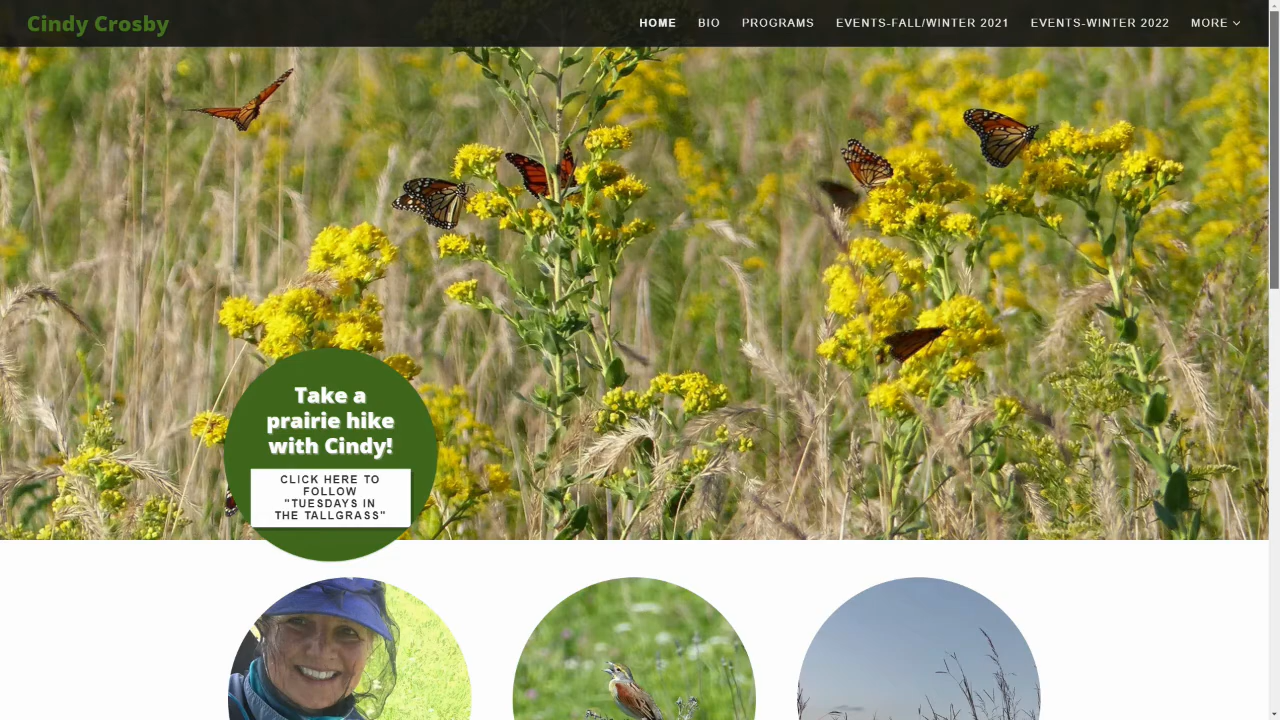 Cindy Crosby
HOME BIO PROGRAMS EVENTS-FALL/WINTER 2021 EVENTS-WINTER 2022 MORE
Take a
prairie hike
with Cindy!
CLICK HERE TO
FOLLOW
"TUESDAYS IN
THE TALLGRASS"